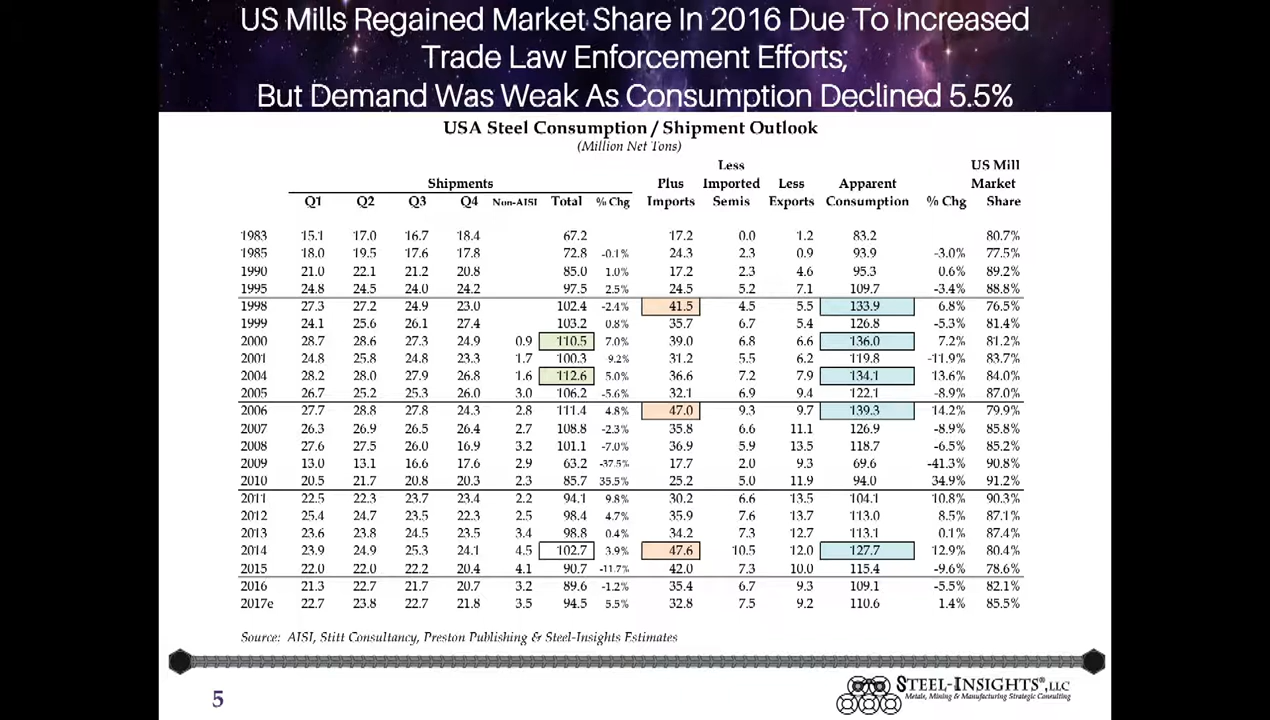 US Mills Regained Market Share In 2016 Due To Increased
Trade Law Enforcement Efforts;
But Demand Was Weak As Consumption Declined 5.5%
USA Steel Consumption / Shipment Outlook
(Million Net Tons)
Less US Mill
Shipments Plus Imported Less Apparent Market
Q1 Q2 Q3 Q4 Non-AISI Total % Chg Imports Semis Exports Consumption % Chg Share
1983 15.1 17.0 16.7 18.4 67.2 17.2 0.0 1.2 83.2 80.7%
1985 18.0 19.5 17.6 17.8 72.8 -0.1% 24.3 2.3 0.9 93.9 -3.0% 77.5%
1990 21.0 22.1 21.2 20.8 85.0 1.0% 17.2 2.3 4.6 95.3 0.6% 89.2%
1995 24.8 24.5 24.0 24.2 97.5 2.5% 24.5 5.2 7.1 109.7 -3.4% 88.8%
1998 27.3 27.2 24.9 23.0 102.4 -2.4% 41.5 4.5 5.5 133.9 6.8% 76.5%
1999 24.1 25.6 26.1 27.4 103.2 0.8% 35.7 6.7 5.4 126.8 -5.3% 81.4%
2000 28.7 28.6 27.3 24.9 0.9 110.5 7.0% 39.0 6.8 6.6 136.0 7.2% 81.2%
2001 24.8 25.8 24.8 23.3 1.7 100.3 9.2% 31.2 5.5 6.2 119.8 -11.9% 83.7%
2004 28.2 28.0 27.9 26.8 1.6 112.6 5.0% 36.6 7.2 7.9 134.1 13.6% 84.0%
2005 26.7 25.2 25.3 26.0 3.0 106.2 -5.6% 32.1 6.9 9.4 122.1 -8.9% 87.0%
2006 27.7 28.8 27.8 24.3 2.8 111.4 4.8% 47.0 9.3 9.7 139.3 14.2% 79.9%
2007 26.3 26.9 26.5 26.4 2.7 108.8 -2.3% 35.8 6.6 11.1 126.9 -8.9% 85.8%
2008 27.6 27.5 26.0 16.9 3.2 101.1 -7.0% 36.9 5.9 13.5 118.7 -6.5% 85.2%
2009 13.0 13.1 16.6 17.6 2.9 63.2 -37.5% 17.7 2.0 9.3 69.6 -41.3% 90.8%
2010 20.5 21.7 20.8 20.3 2.3 85.7 35.5% 25.2 5.0 11.9 94.0 34.9% 91.2%
2011 22.5 22.3 23.7 23.4 2.2 94.1 9.8% 30.2 6.6 13.5 104.1 10.8% 90.3%
2012 25.4 24.7 23.5 22.3 2.5 98.4 4.7% 35.9 7.6 13.7 113.0 8.5% 87.1%
2013 23.6 23.8 24.5 23.5 3.4 98.8 0.4% 34.2 7.3 12.7 113.1 0.1% 87.4%
2014 23.9 24.9 25.3 24.1 4.5 102.7 3.9% 47.6 10.5 12.0 127.7 12.9% 80.4%
2015 22.0 22.0 22.2 20.4 4.1 90.7 -11.7% 42.0 7.3 10.0 115.4 -9.6% 78.6%
2016 21.3 22.7 21.7 20.7 3.2 89.6 -1.2% 35.4 6.7 9.3 109.1 -5.5% 82.1%
2017e 22.7 23.8 22.7 21.8 3.5 94.5 5.5% 32.8 7.5 9.2 110.6 1.4% 85.5%
Source: AISI, Stitt Consultancy, Preston Publishing & Steel-Insights Estimates
5
STEEL-INSIGHTS®, LLC
Metals, Mining & Manufacturing Strategic Consulting